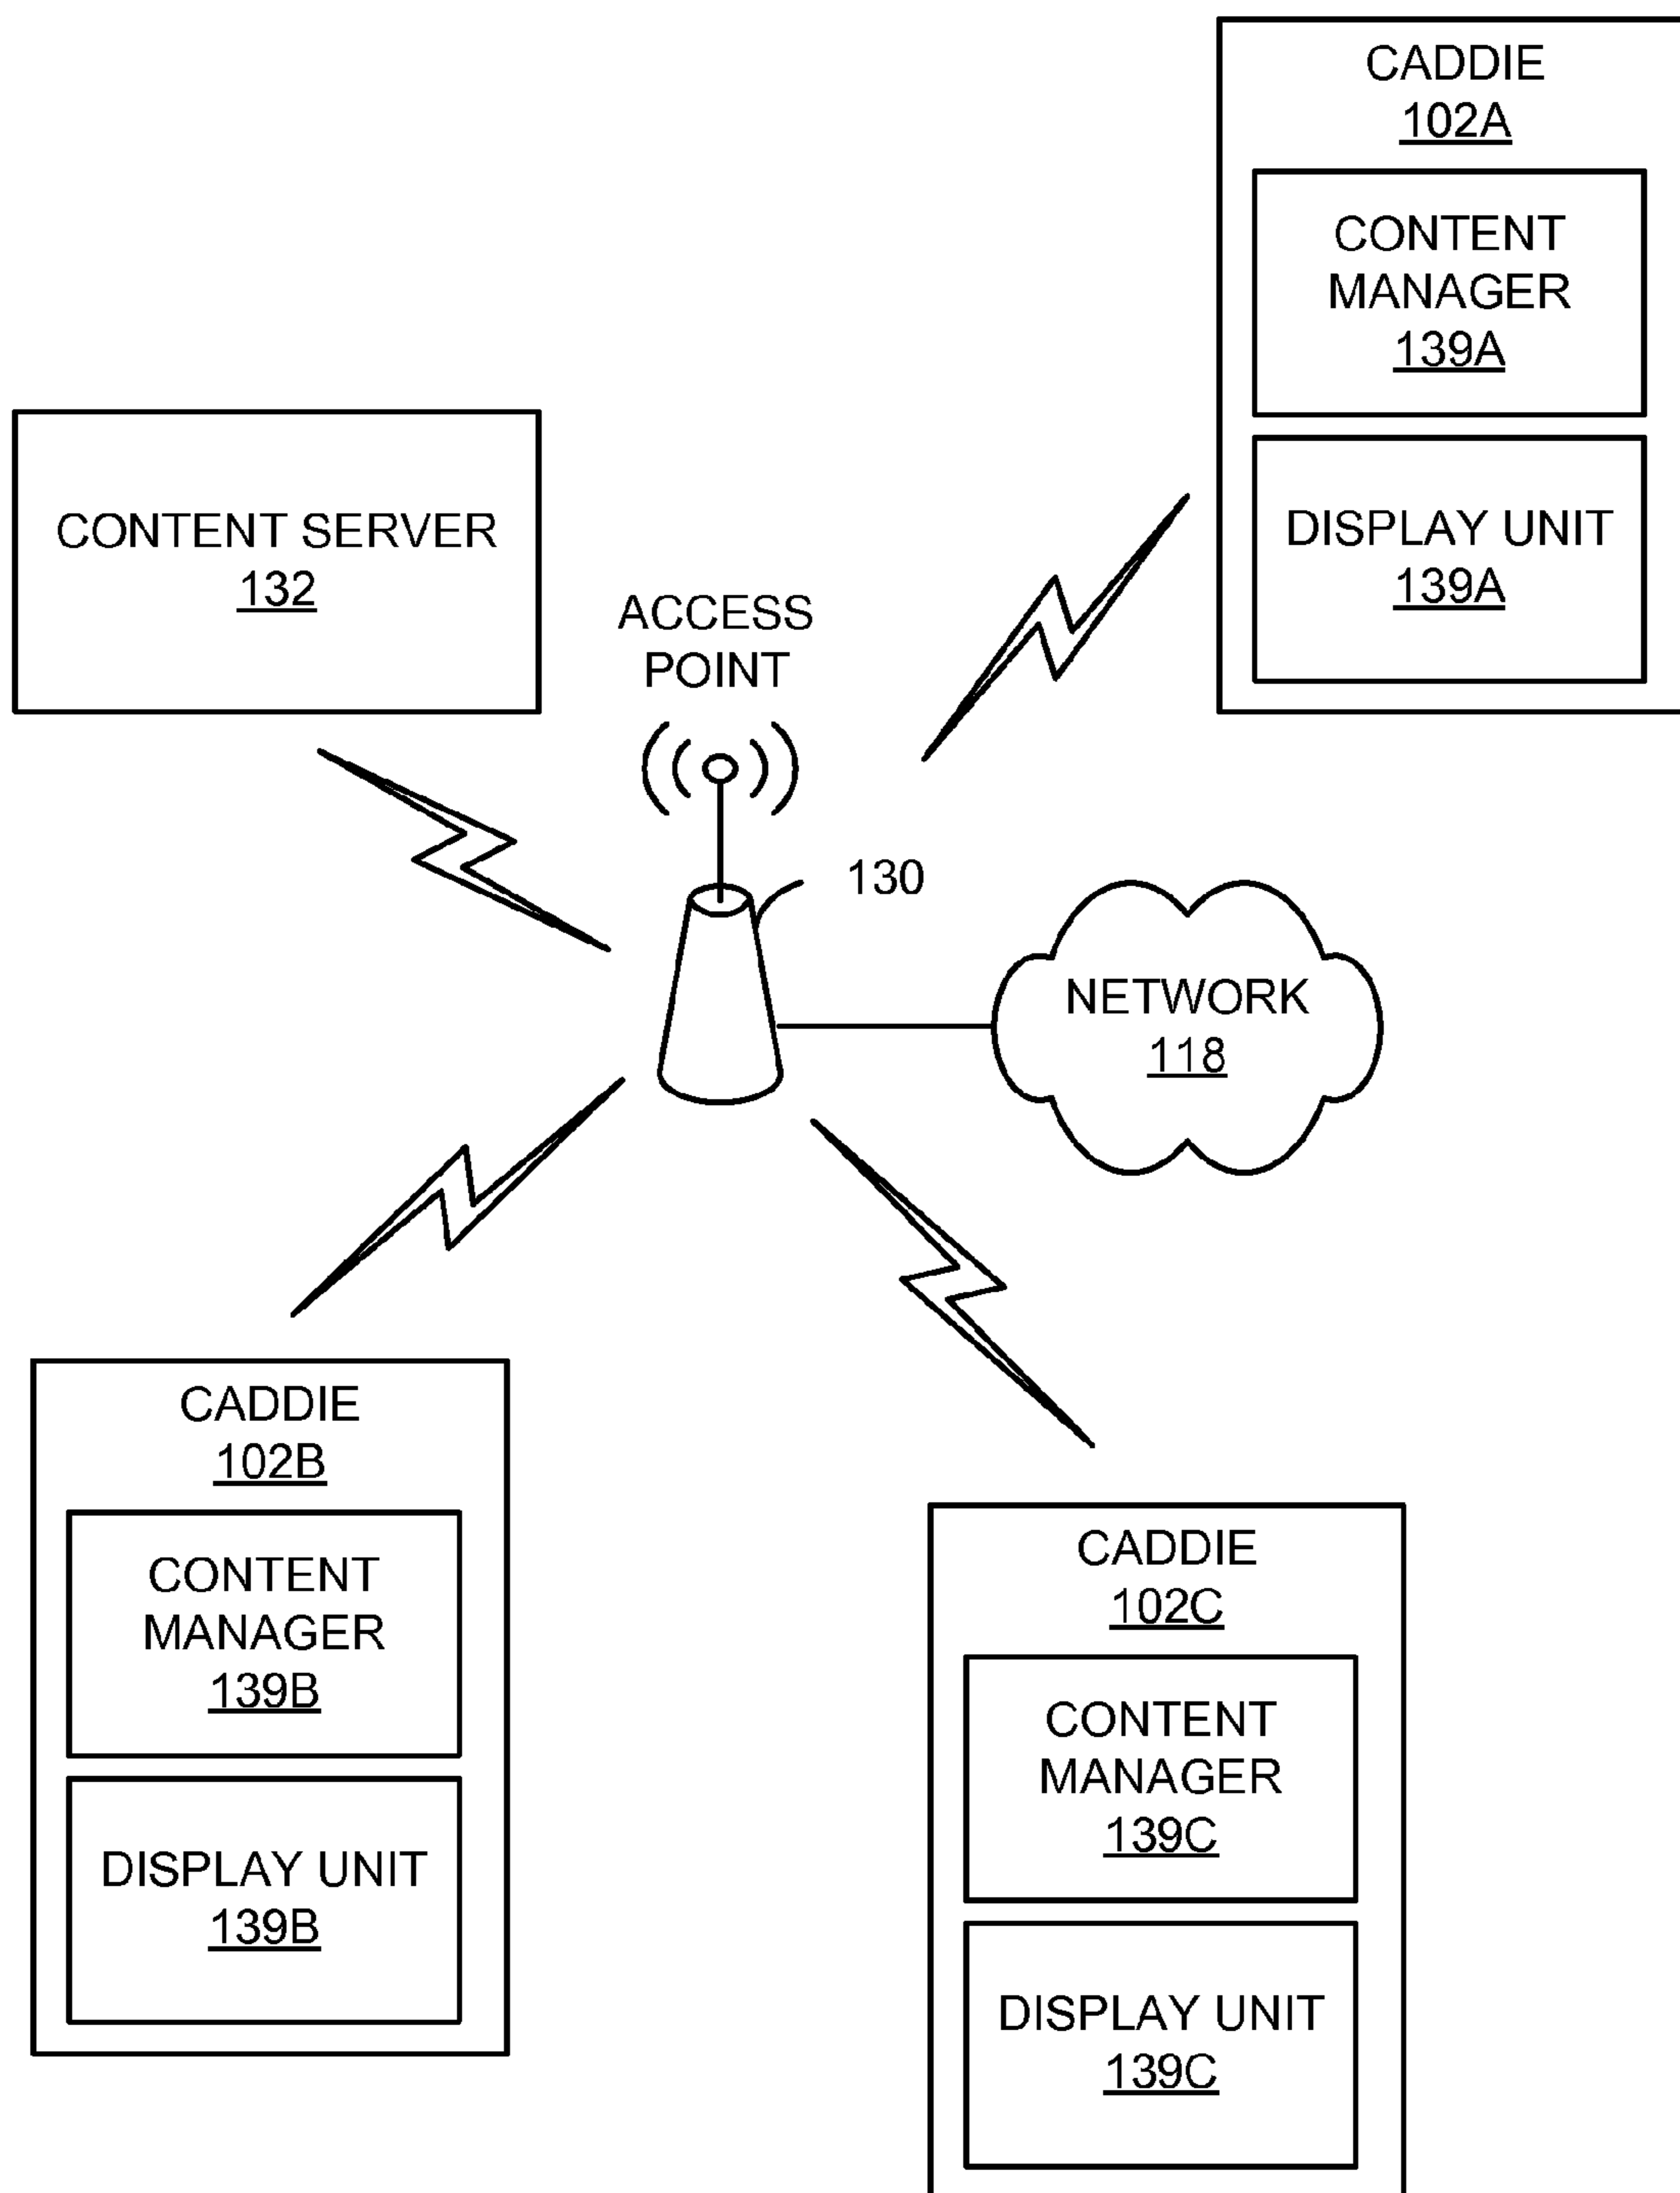 CADDIE
102A
CONTENT
MANAGER
139A
DISPLAY UNIT
139A
CONTENT SERVER
132
ACCESS
POINT
130
NETWORK
118
CADDIE
102B
CONTENT
MANAGER
139B
DISPLAY UNIT
139B
CADDIE
102C
CONTENT
MANAGER
139C
DISPLAY UNIT
139C